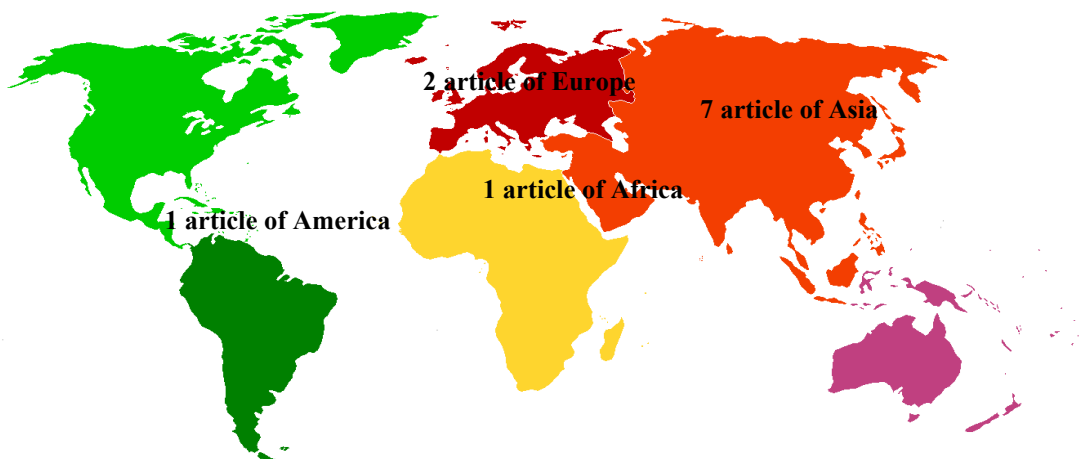 2 article of Europe
7 article of Asia
1 article of Africa
1 article of America